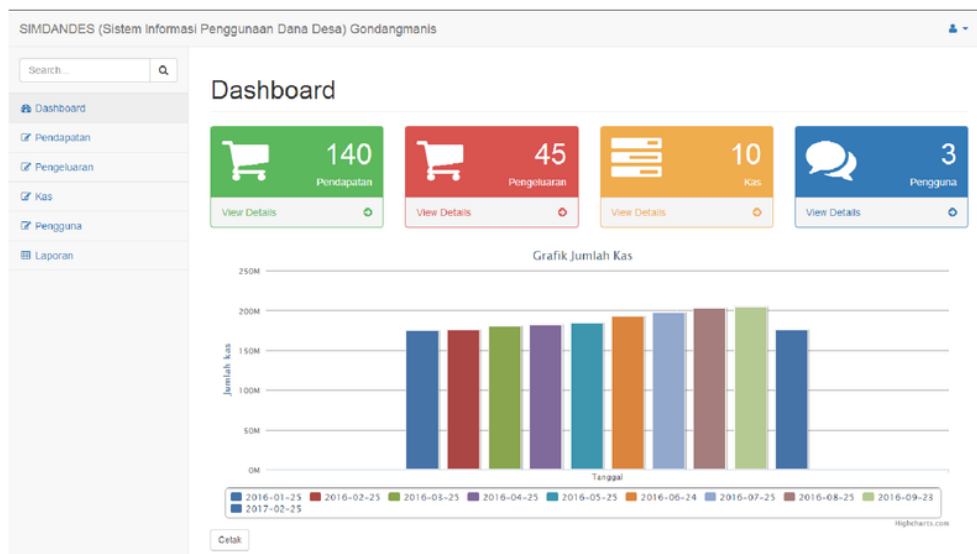 SIMDANDES (Sistem Informasi Penggunaan Dana Desa) Gondangmanis
Search...
Dashboard
Pendapatan
Pengeluaran
Kas
Pengguna
Laporan
Dashboard
140
Pendapatan
View Details
45
Pengeluaran
View Details
10
Kas
View Details
3
Pengguna
View Details
Grafik Jumlah Kas
Jumlah kas
250M
200M
150M
100M
50M
0M
Tanggal
2016-01-25 2016-02-25 2016-03-25 2016-04-25 2016-05-25 2016-06-24 2016-07-25 2016-08-25 2016-09-23
2017-02-25
Highcharts.com
Cetak